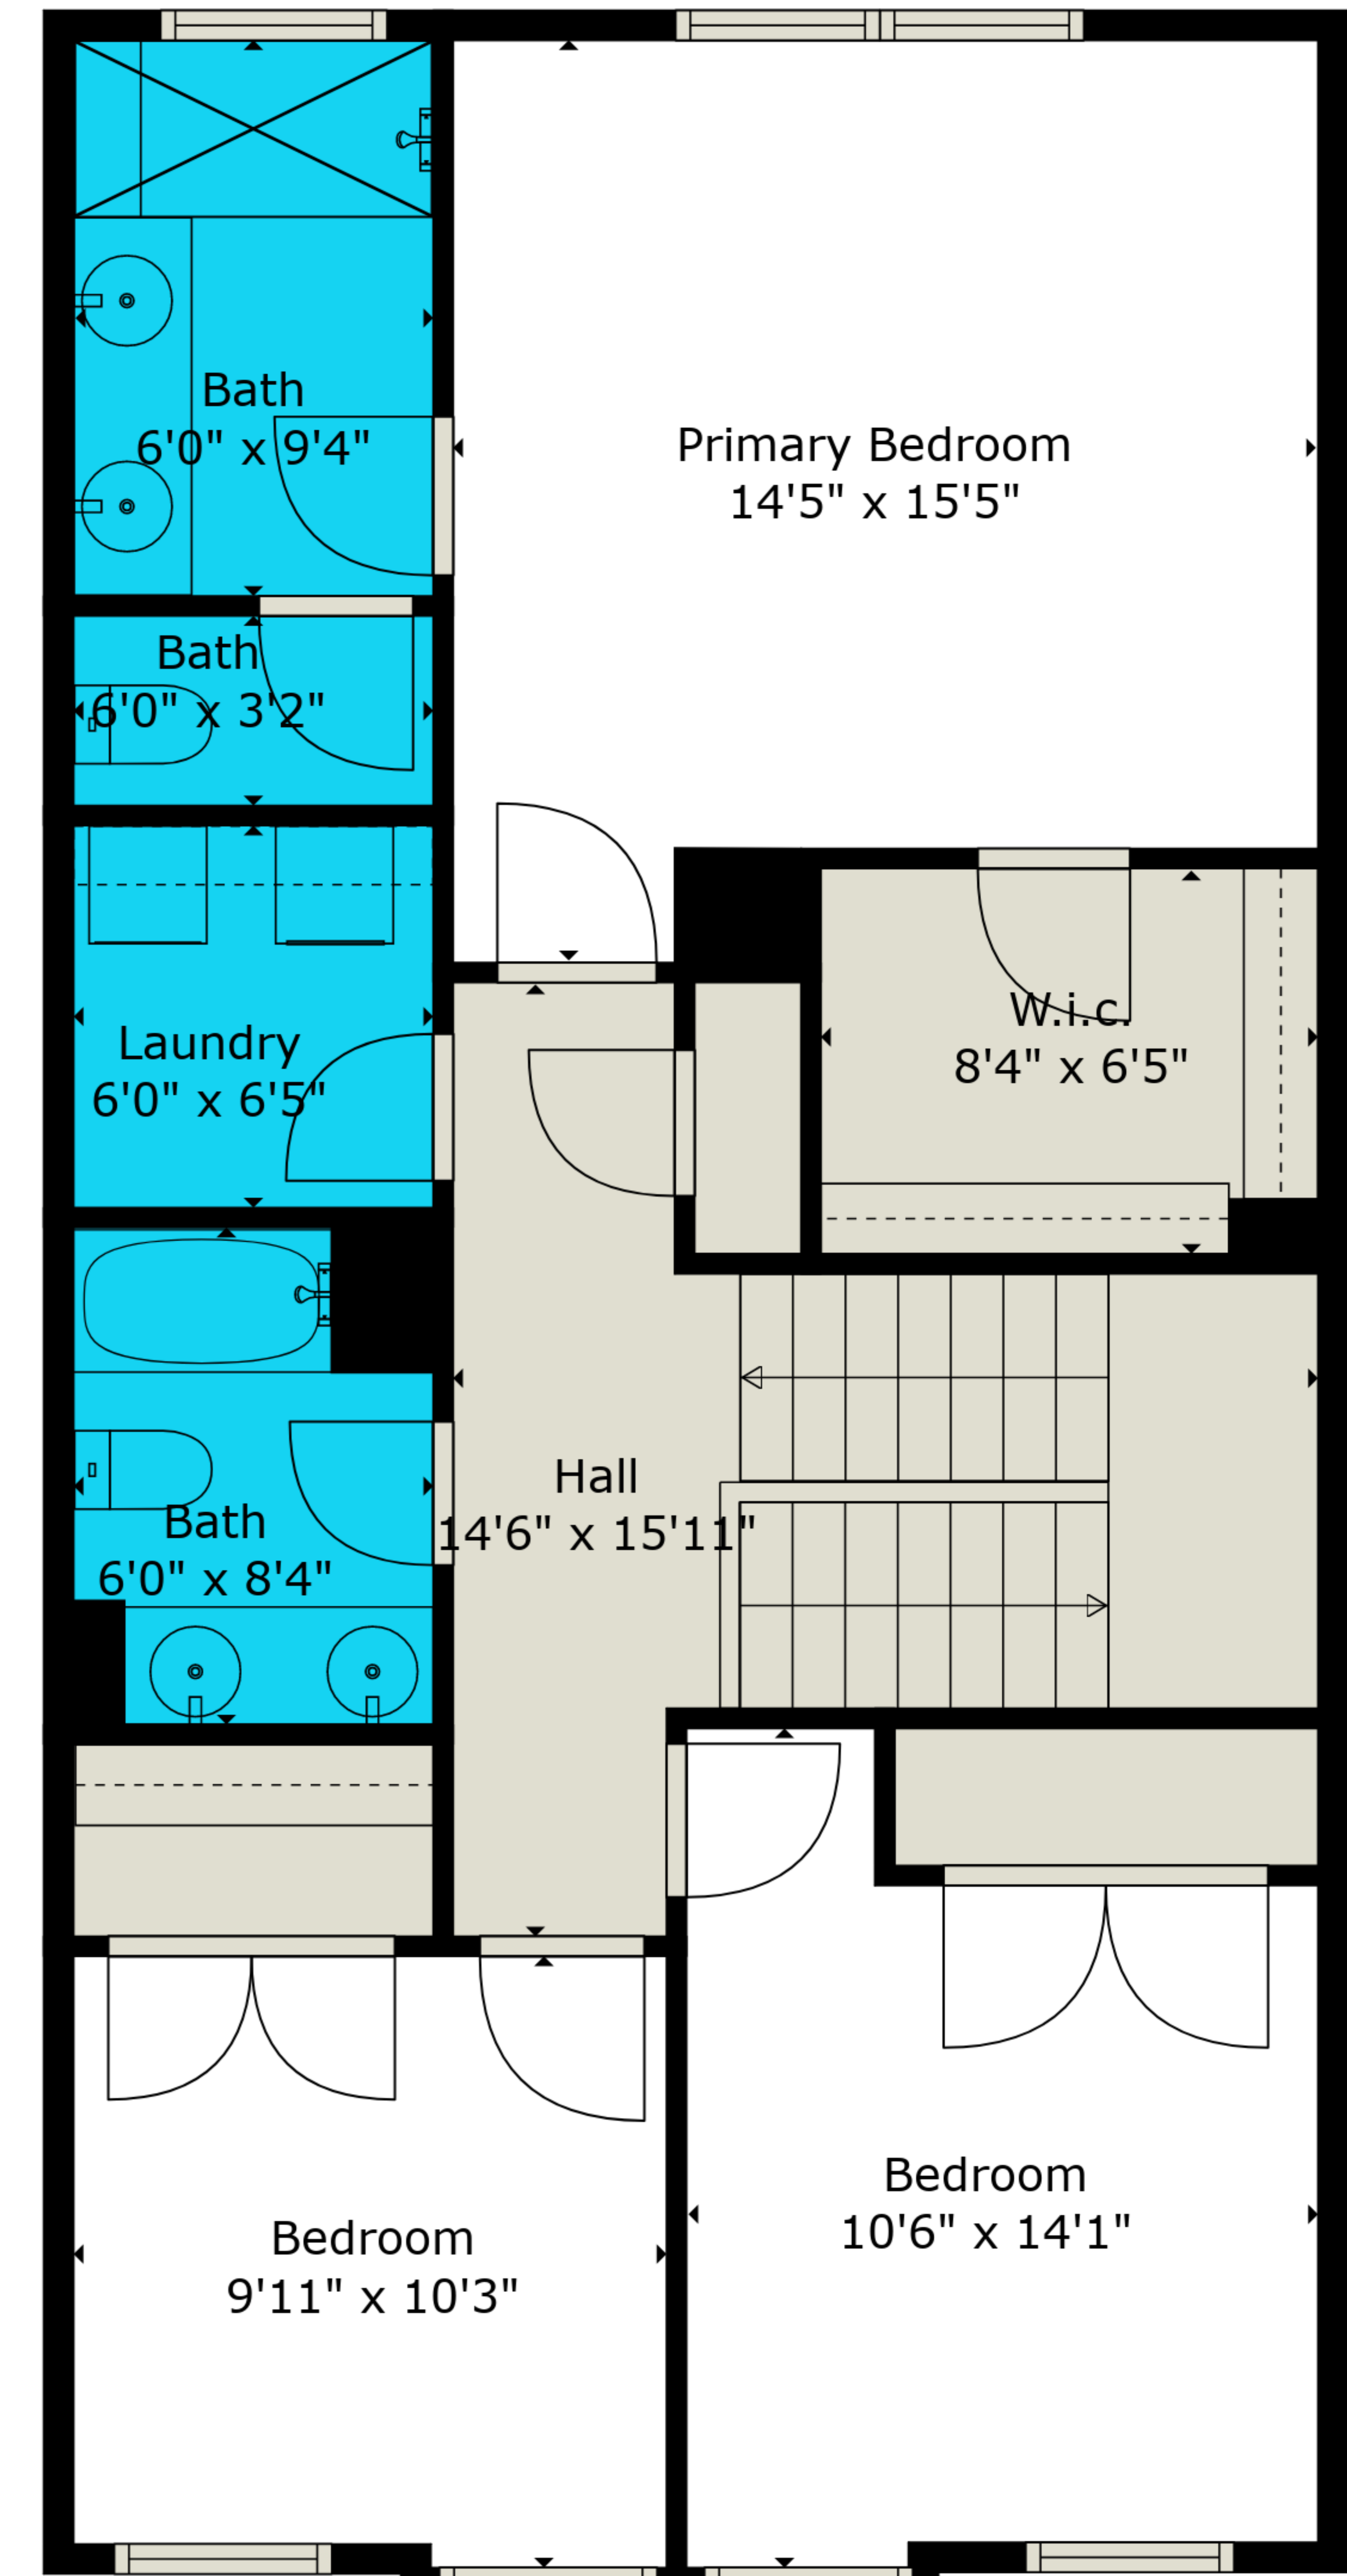 Bath
6'0" x 9'4"
Primary Bedroom
14'5" x 15'5"
Bath
6'0" x 3'2"
W.i.c.
8'4" x 6'5"
Laundry
6'0" x 6'5"
Hall
14'6" x 15'11"
Bath
6'0" x 8'4"
Bedroom
10'6" x 14'1"
Bedroom
9'11" x 10'3"